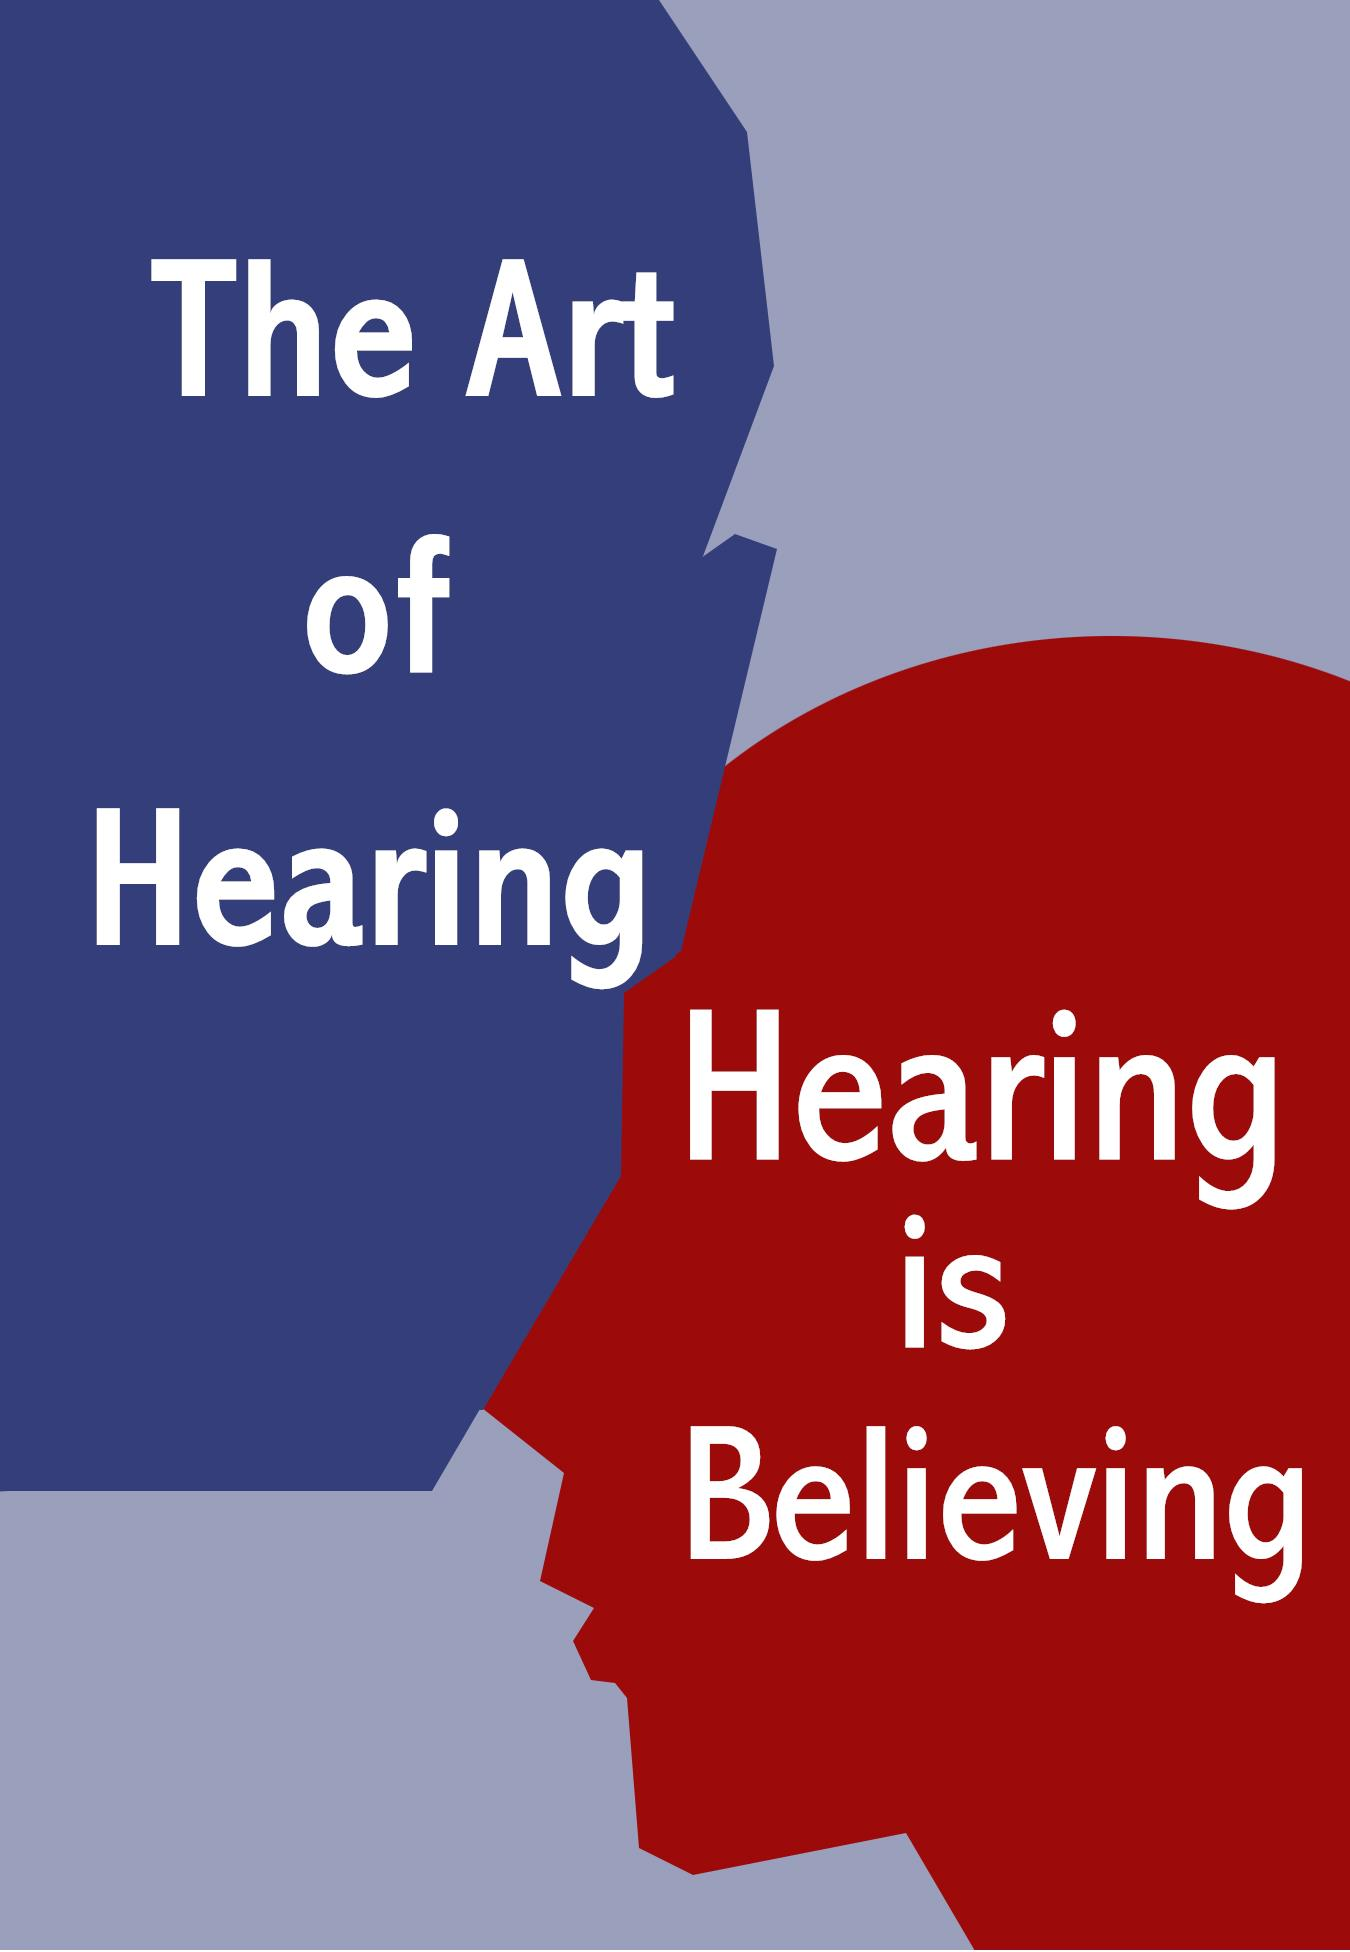 The Art
of
Hearing
Hearing
is
Believing